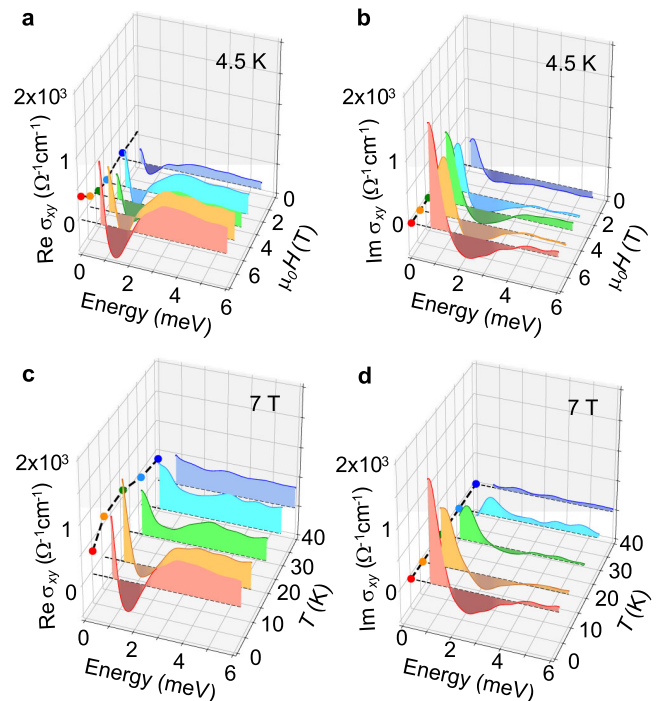 a
4.5 K
2x10³
1
0
Re σxy (Ω⁻¹cm⁻¹)
0
2
4
6
Energy (meV)
0
2
4
6
μ₀H (T)
b
4.5 K
2x10³
1
0
Im σxy (Ω⁻¹cm⁻¹)
0
2
4
6
Energy (meV)
0
2
4
6
μ₀H (T)
c
7 T
2x10³
1
0
Re σxy (Ω⁻¹cm⁻¹)
0
2
4
6
Energy (meV)
40
30
20
10
0
T (K)
d
7 T
2x10³
1
0
Im σxy (Ω⁻¹cm⁻¹)
0
2
4
6
Energy (meV)
40
30
20
10
0
T (K)